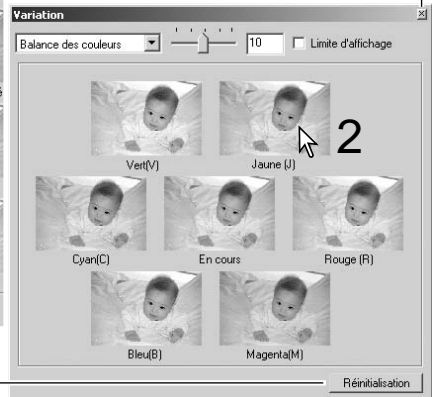 Variation
Balance des couleurs 10 Limite d'affichage
2
Vert(V) Jaune (J)
Cyan(C) En cours Rouge (R)
Bleu(B) Magenta(M)
Réinitialisation